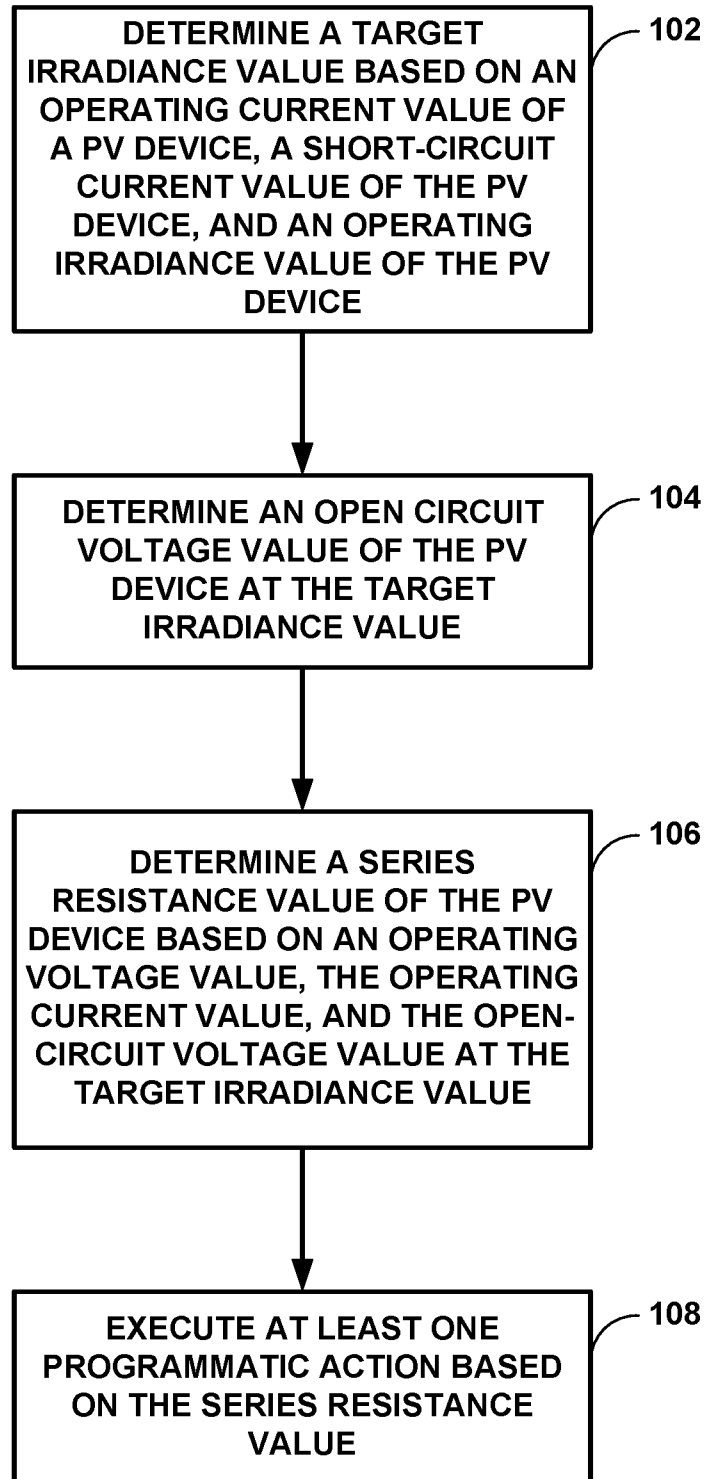 DETERMINE A TARGET
IRRADIANCE VALUE BASED ON AN
OPERATING CURRENT VALUE OF
A PV DEVICE, A SHORT-CIRCUIT
CURRENT VALUE OF THE PV
DEVICE, AND AN OPERATING
IRRADIANCE VALUE OF THE PV
DEVICE
102
DETERMINE AN OPEN CIRCUIT
VOLTAGE VALUE OF THE PV
DEVICE AT THE TARGET
IRRADIANCE VALUE
104
DETERMINE A SERIES
RESISTANCE VALUE OF THE PV
DEVICE BASED ON AN OPERATING
VOLTAGE VALUE, THE OPERATING
CURRENT VALUE, AND THE OPEN-
CIRCUIT VOLTAGE VALUE AT THE
TARGET IRRADIANCE VALUE
106
EXECUTE AT LEAST ONE
PROGRAMMATIC ACTION BASED
ON THE SERIES RESISTANCE
VALUE
108